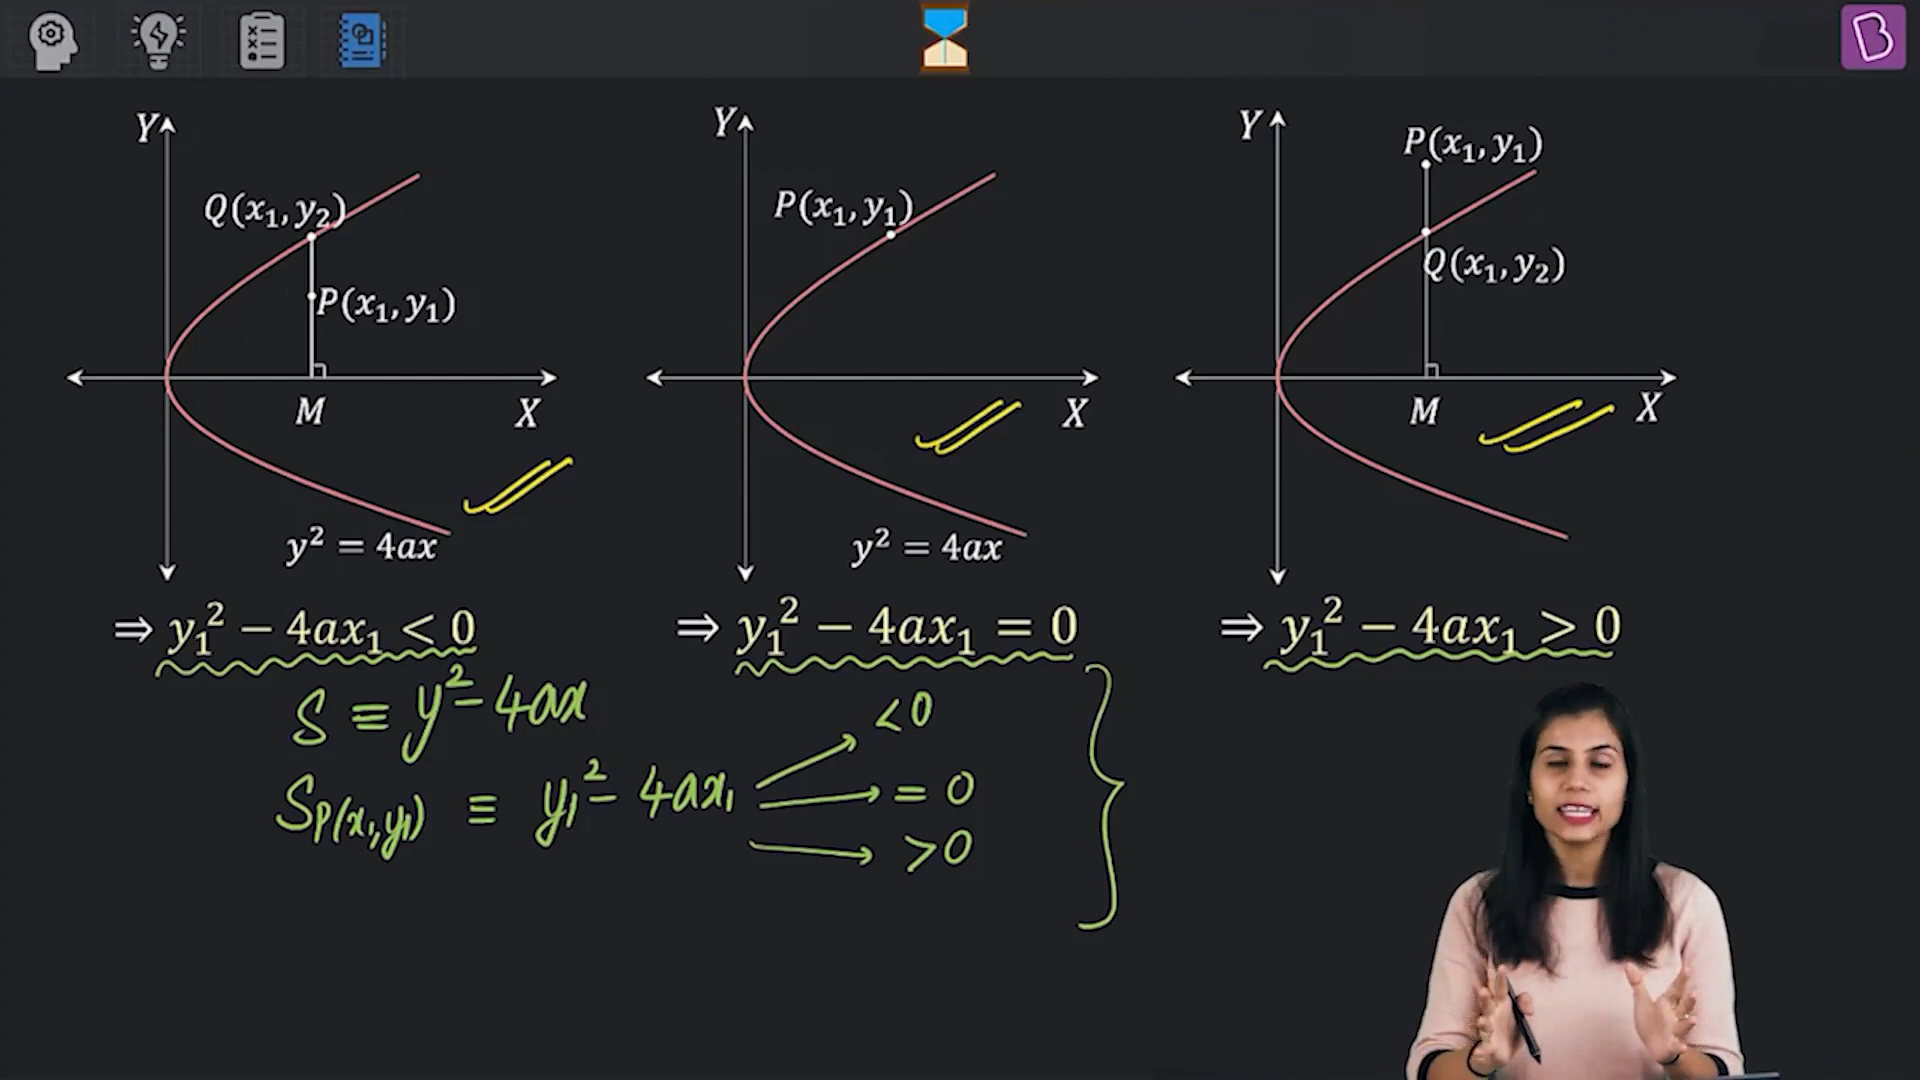 Y
Q(x₁, y₂)
P(x₁, y₁)
M
X
y² = 4ax
⇒ y₁² − 4ax₁ < 0
Y
P(x₁, y₁)
X
y² = 4ax
⇒ y₁² − 4ax₁ = 0
Y
P(x₁, y₁)
Q(x₁, y₂)
M
X
⇒ y₁² − 4ax₁ > 0
S ≡ y² − 4ax
< 0
S P(x₁, y₁) ≡ y₁² − 4ax₁
= 0
> 0
B